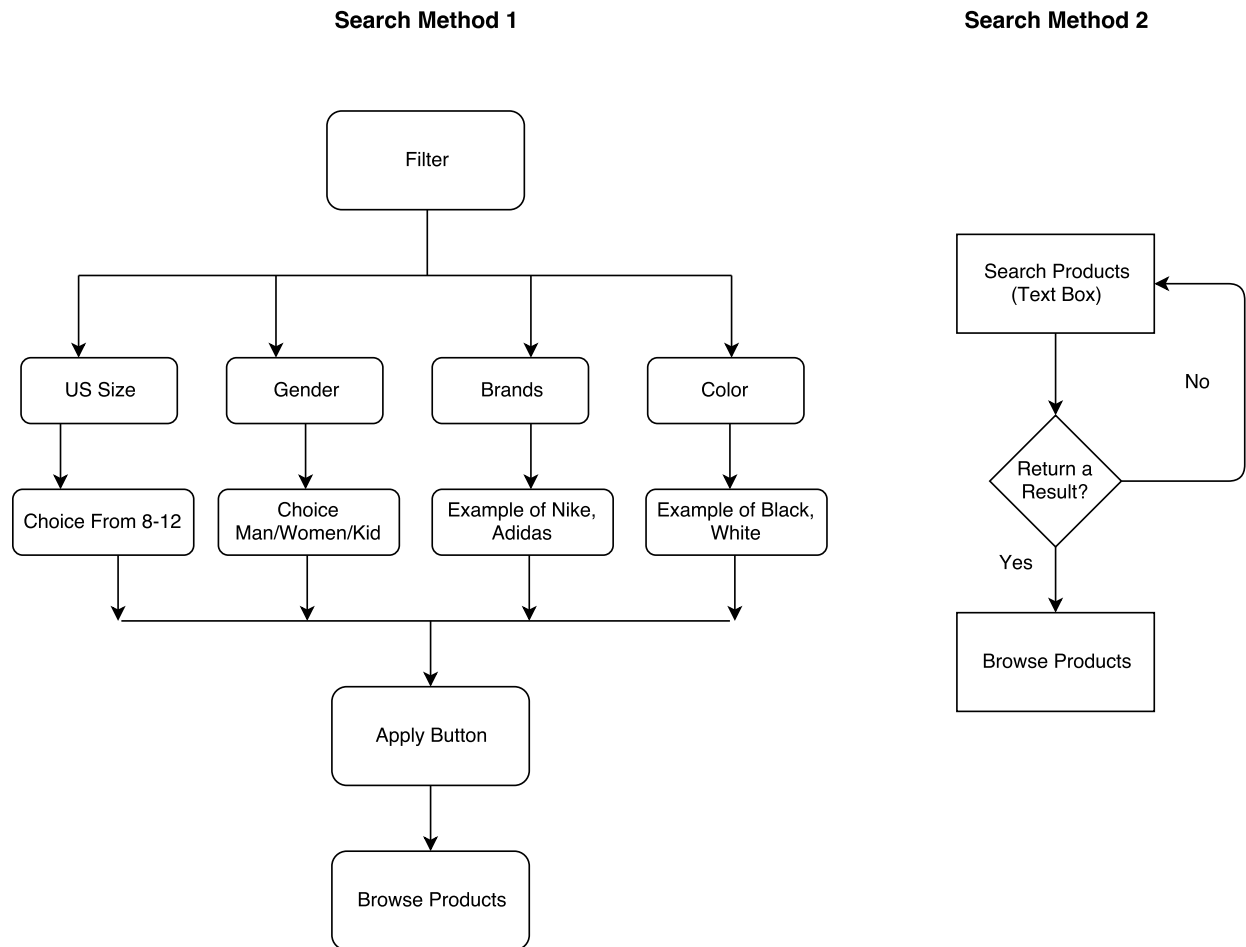 Search Method 1
Search Method 2
Filter
US Size
Gender
Brands
Color
Choice From 8-12
Choice
Man/Women/Kid
Example of Nike,
Adidas
Example of Black,
White
Apply Button
Browse Products
Search Products
(Text Box)
No
Return a
Result?
Yes
Browse Products